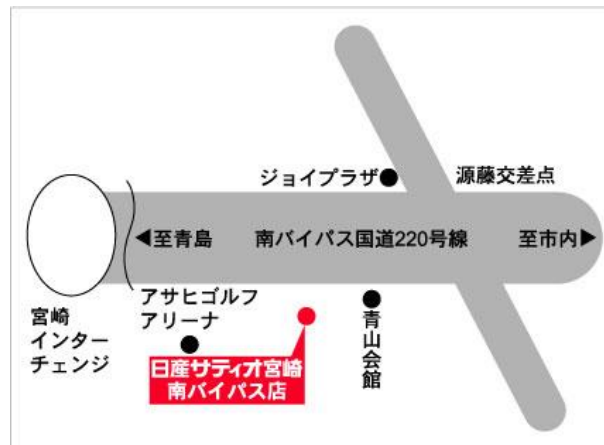 ジョイプラザ
源藤交差点
◀至青島
南バイパス国道220号線
至市内▶
宮崎
インター
チェンジ
アサヒゴルフ
アリーナ
日産サティオ宮崎
南バイパス店
青山会館